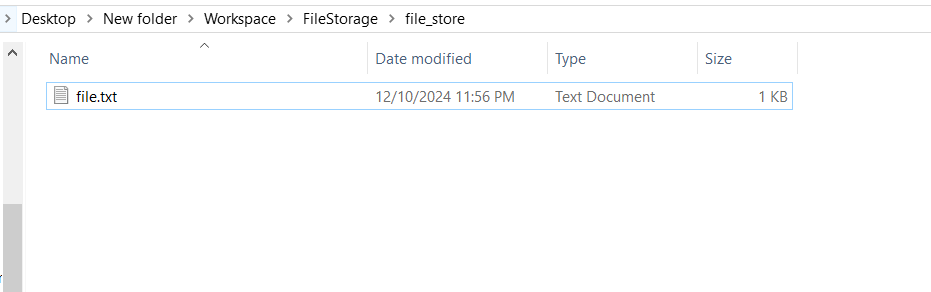 Desktop > New folder > Workspace > FileStorage > file_store
Name Date modified Type Size
file.txt 12/10/2024 11:56 PM Text Document 1 KB